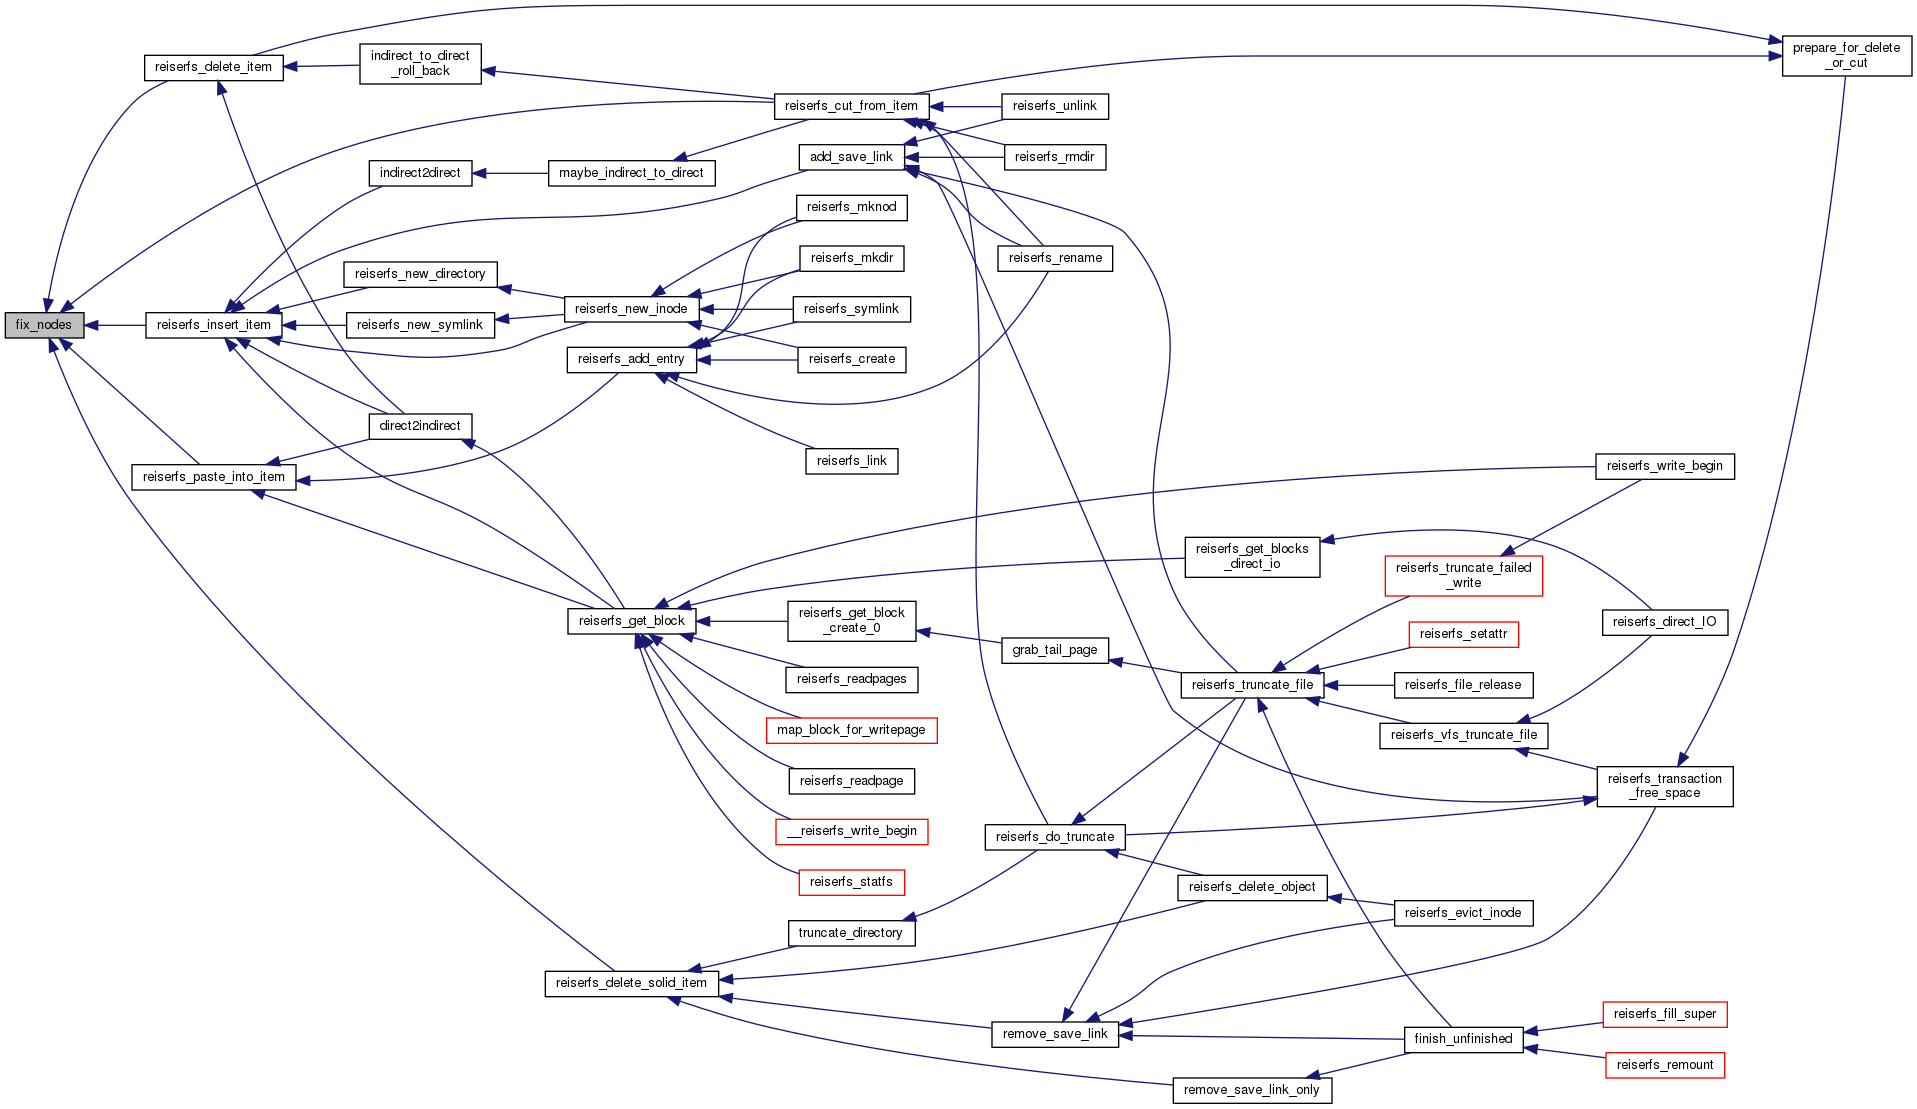 fix_nodes
reiserfs_delete_item
reiserfs_insert_item
reiserfs_paste_into_item
indirect_to_direct
_roll_back
indirect2direct
reiserfs_new_directory
reiserfs_new_symlink
direct2indirect
maybe_indirect_to_direct
reiserfs_new_inode
reiserfs_add_entry
reiserfs_get_block
reiserfs_delete_solid_item
reiserfs_cut_from_item
add_save_link
reiserfs_mknod
reiserfs_mkdir
reiserfs_symlink
reiserfs_create
reiserfs_link
reiserfs_get_block
_create_0
reiserfs_readpages
map_block_for_writepage
reiserfs_readpage
__reiserfs_write_begin
reiserfs_statfs
truncate_directory
reiserfs_unlink
reiserfs_rmdir
reiserfs_rename
grab_tail_page
reiserfs_do_truncate
remove_save_link
reiserfs_get_blocks
_direct_io
reiserfs_truncate_file
reiserfs_delete_object
remove_save_link_only
reiserfs_truncate_failed
_write
reiserfs_setattr
reiserfs_file_release
reiserfs_vfs_truncate_file
reiserfs_evict_inode
finish_unfinished
reiserfs_write_begin
reiserfs_direct_IO
reiserfs_transaction
_free_space
reiserfs_fill_super
reiserfs_remount
prepare_for_delete
_or_cut